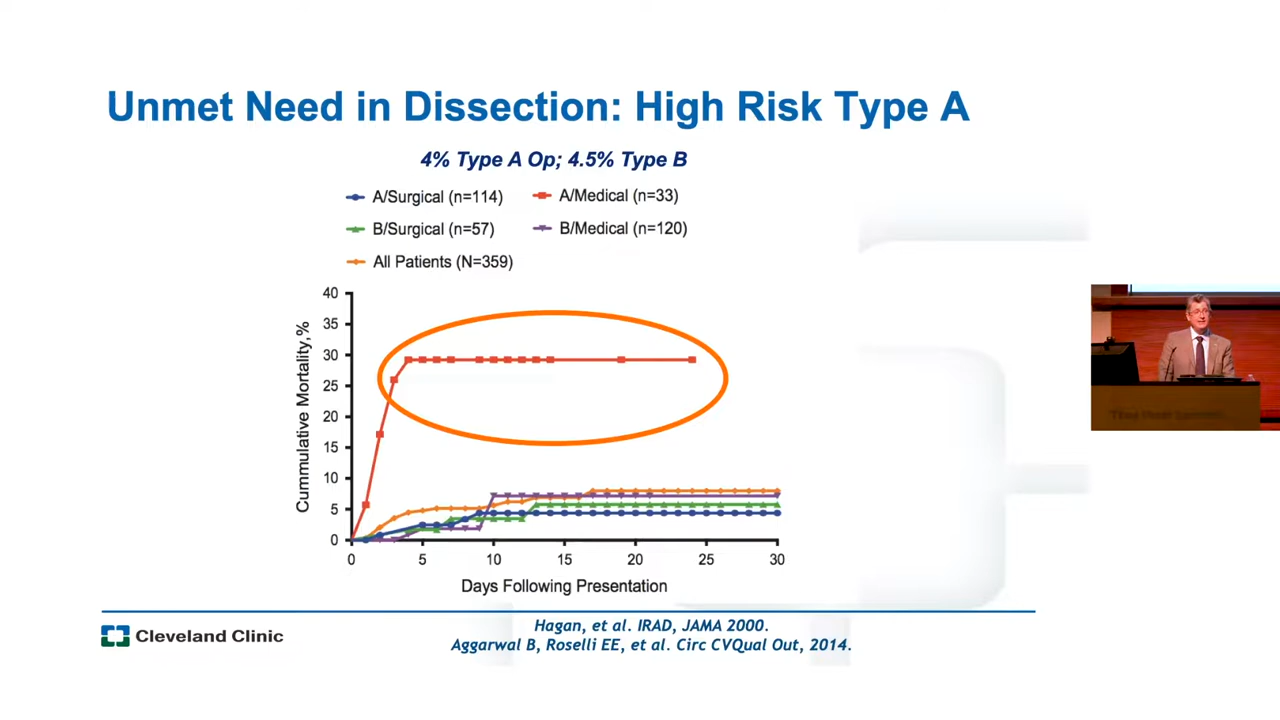 Unmet Need in Dissection: High Risk Type A
4% Type A Op; 4.5% Type B
A/Surgical (n=114)
A/Medical (n=33)
B/Surgical (n=57)
B/Medical (n=120)
All Patients (N=359)
Cummulative Mortality,%
40
35
30
25
20
15
10
5
0
0 5 10 15 20 25 30
Days Following Presentation
Cleveland Clinic
Hagan, et al. IRAD, JAMA 2000.
Aggarwal B, Roselli EE, et al. Circ CVQual Out, 2014.